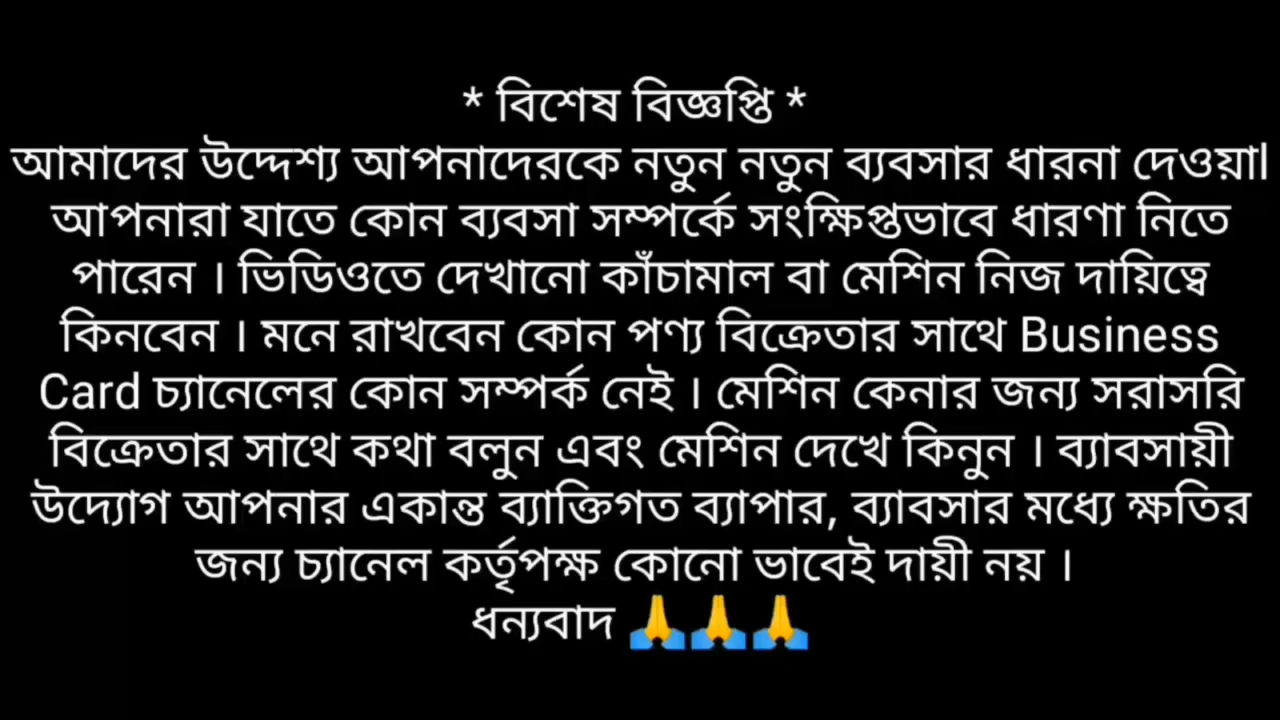 * বিশেষ বিজ্ঞপ্তি *
আমাদের উদ্দেশ্য আপনাদেরকে নতুন নতুন ব্যবসার ধারনা দেওয়া৷
আপনারা যাতে কোন ব্যবসা সম্পর্কে সংক্ষিপ্তভাবে ধারণা নিতে
পারেন । ভিডিওতে দেখানো কাঁচামাল বা মেশিন নিজ দায়িত্বে
কিনবেন । মনে রাখবেন কোন পণ্য বিক্রেতার সাথে Business
Card চ্যানেলের কোন সম্পর্ক নেই । মেশিন কেনার জন্য সরাসরি
বিক্রেতার সাথে কথা বলুন এবং মেশিন দেখে কিনুন । ব্যাবসায়ী
উদ্যোগ আপনার একান্ত ব্যাক্তিগত ব্যাপার, ব্যাবসার মধ্যে ক্ষতির
জন্য চ্যানেল কর্তৃপক্ষ কোনো ভাবেই দায়ী নয় ।
ধন্যবাদ 🙏🙏🙏